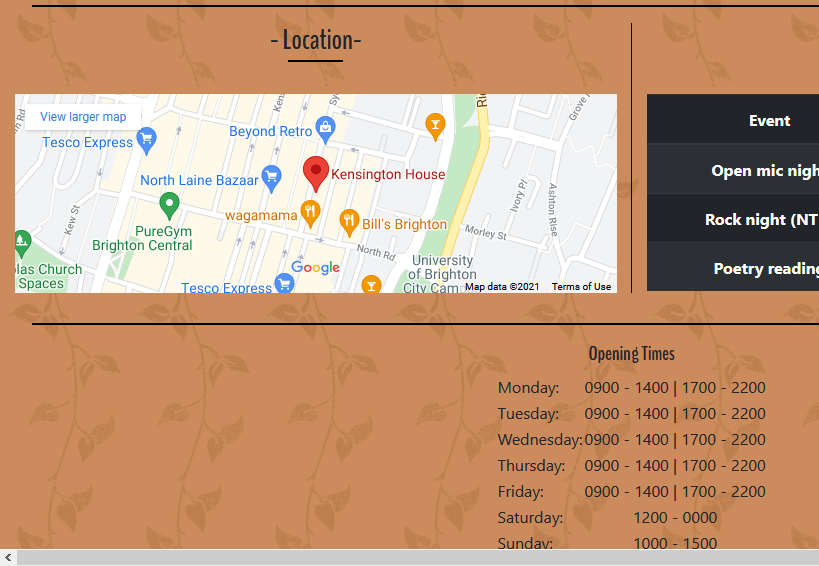 - Location-
View larger map
Tesco Express
Beyond Retro
North Laine Bazaar
Kensington House
wagamama
Bill's Brighton
PureGym
Brighton Central
Kew St
North Rd
Ivory Pl
Ashton Rise
Morley St
University
of Brighton
City Cam
las Church
Spaces
Tesco Express
Google
Map data ©2021
Terms of Use
Event
Open mic nigh
Rock night (NT
Poetry reading
Opening Times
Monday: 0900 - 1400 | 1700 - 2200
Tuesday: 0900 - 1400 | 1700 - 2200
Wednesday: 0900 - 1400 | 1700 - 2200
Thursday: 0900 - 1400 | 1700 - 2200
Friday: 0900 - 1400 | 1700 - 2200
Saturday: 1200 - 0000
Sunday: 1000 - 1500